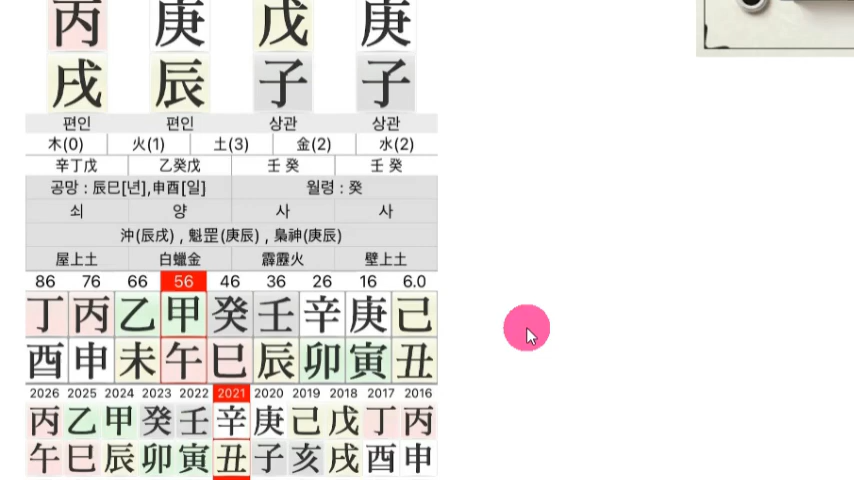 丙 庚 戊 庚
戌 辰 子 子
편인 편인 상관 상관
木(0) 火(1) 土(3) 金(2) 水(2)
辛丁戊 乙癸戊 壬 癸 壬 癸
공망 : 辰巳[년],申酉[일] 월령 : 癸
쇠 양 사 사
沖(辰戌) , 魁罡(庚辰) , 梟神(庚辰)
屋上土 白蠟金 霹靂火 壁上土
86 76 66 56 46 36 26 16 6.0
丁 丙 乙 甲 癸 壬 辛 庚 己
酉 申 未 午 巳 辰 卯 寅 丑
2026 2025 2024 2023 2022 2021 2020 2019 2018 2017 2016
丙 乙 甲 癸 壬 辛 庚 己 戊 丁 丙
午 巳 辰 卯 寅 丑 子 亥 戌 酉 申